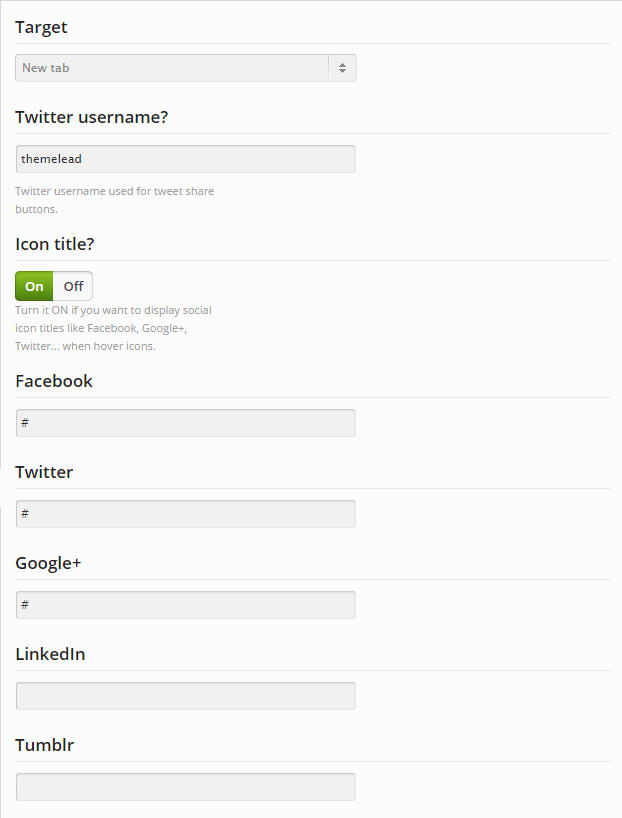 Target
New tab
Twitter username?
themelead
Twitter username used for tweet share
buttons.
Icon title?
On Off
Turn it ON if you want to display social
icon titles like Facebook, Google+,
Twitter... when hover icons.
Facebook
#
Twitter
#
Google+
#
LinkedIn
Tumblr